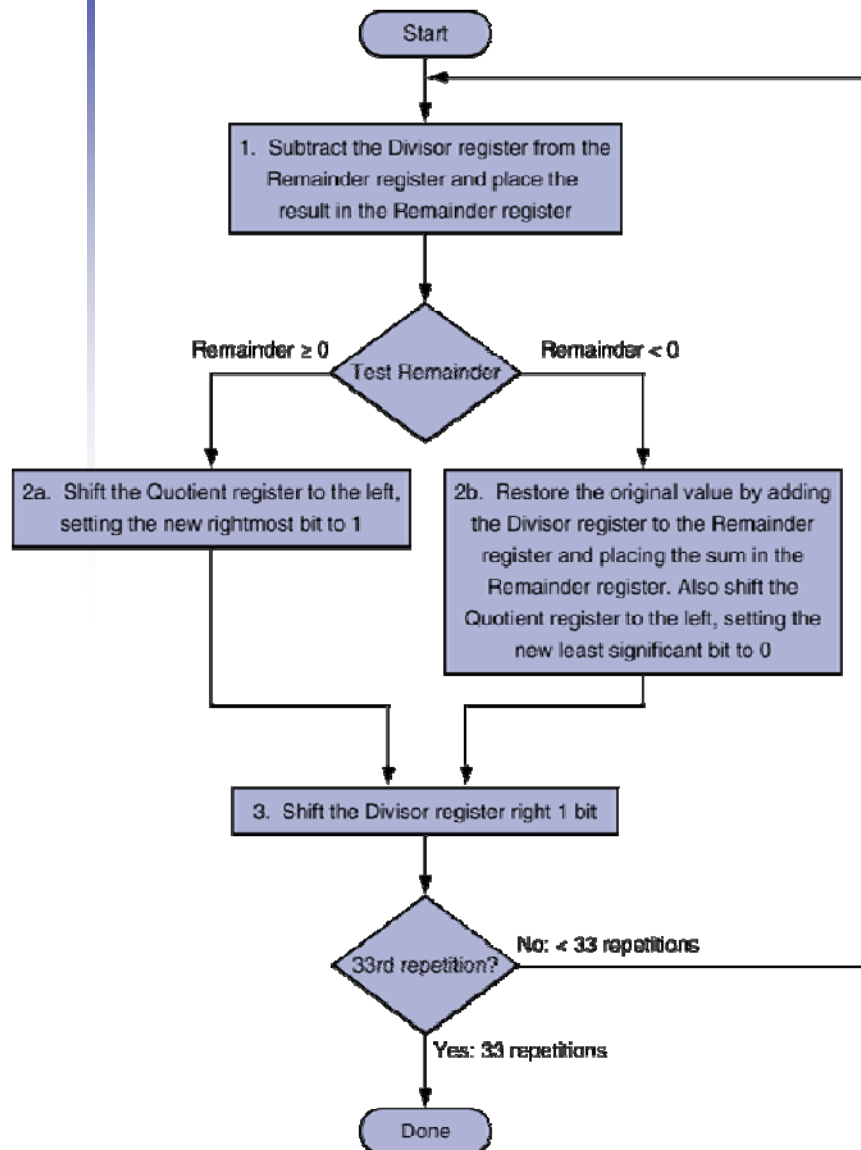 Start
1. Subtract the Divisor register from the
Remainder register and place the
result in the Remainder register
Remainder ≥ 0
Remainder < 0
Test Remainder
2a. Shift the Quotient register to the left,
setting the new rightmost bit to 1
2b. Restore the original value by adding
the Divisor register to the Remainder
register and placing the sum in the
Remainder register. Also shift the
Quotient register to the left, setting the
new least significant bit to 0
3. Shift the Divisor register right 1 bit
33rd repetition?
No: < 33 repetitions
Yes: 33 repetitions
Done